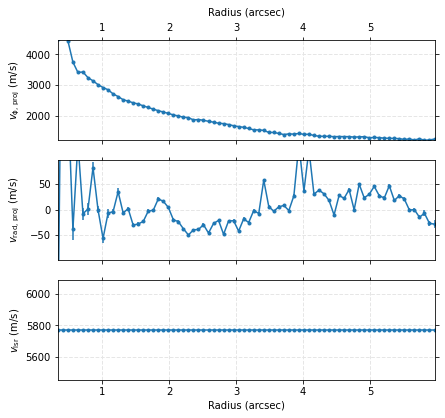 Radius (arcsec)
1 2 3 4 5
4000
3000
2000
vϕ, proj (m/s)
50
0
−50
vrad, proj (m/s)
6000
5800
5600
vlsr (m/s)
1 2 3 4 5
Radius (arcsec)